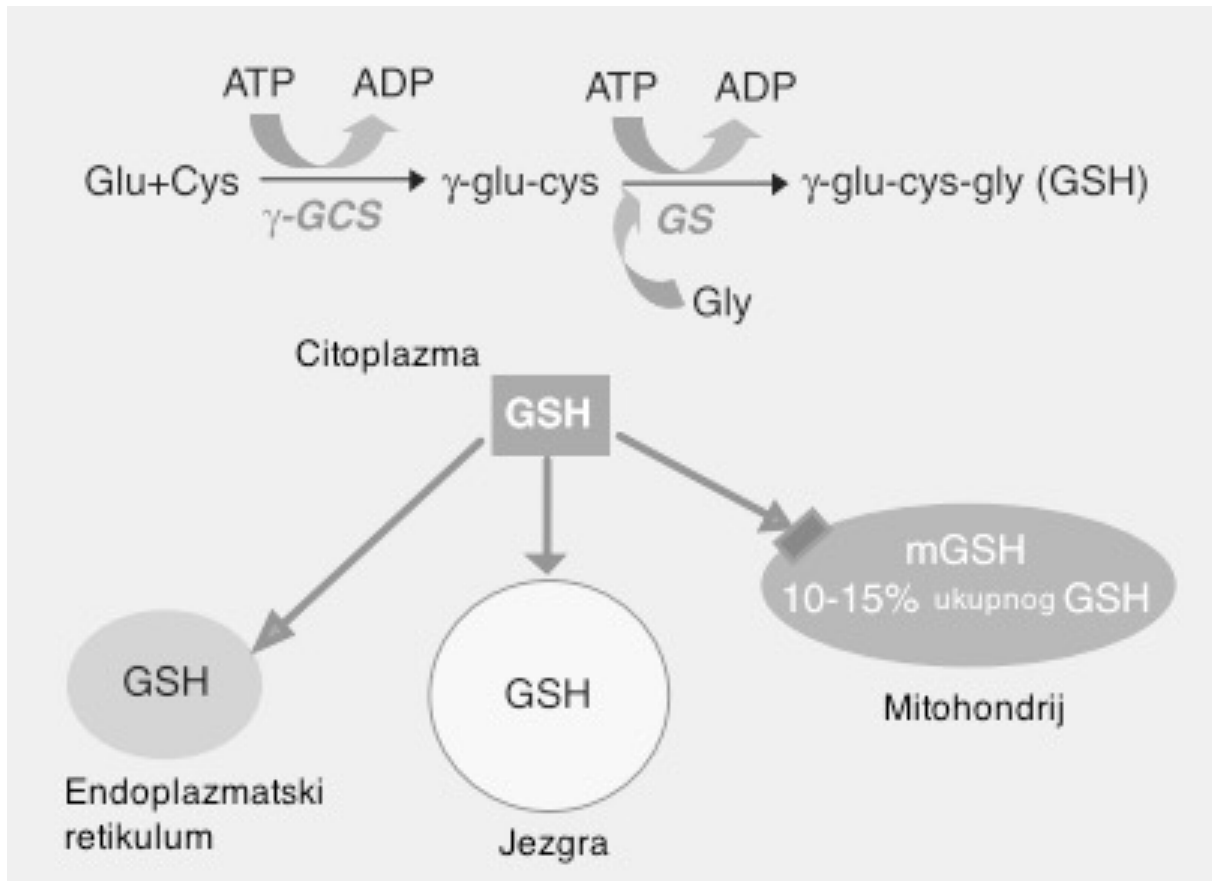 ATP ADP ATP ADP
Glu+Cys γ-glu-cys γ-glu-cys-gly (GSH)
γ-GCS GS
Gly
Citoplazma
GSH
mGSH
10-15% ukupnog GSH
GSH
GSH
Mitohondrij
Endoplazmatski
retikulum
Jezgra